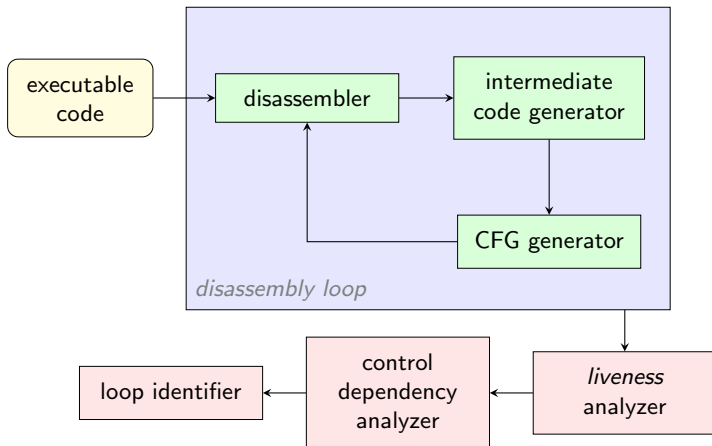 executable
code
disassembler
intermediate
code generator
CFG generator
disassembly loop
loop identifier
control
dependency
analyzer
liveness
analyzer